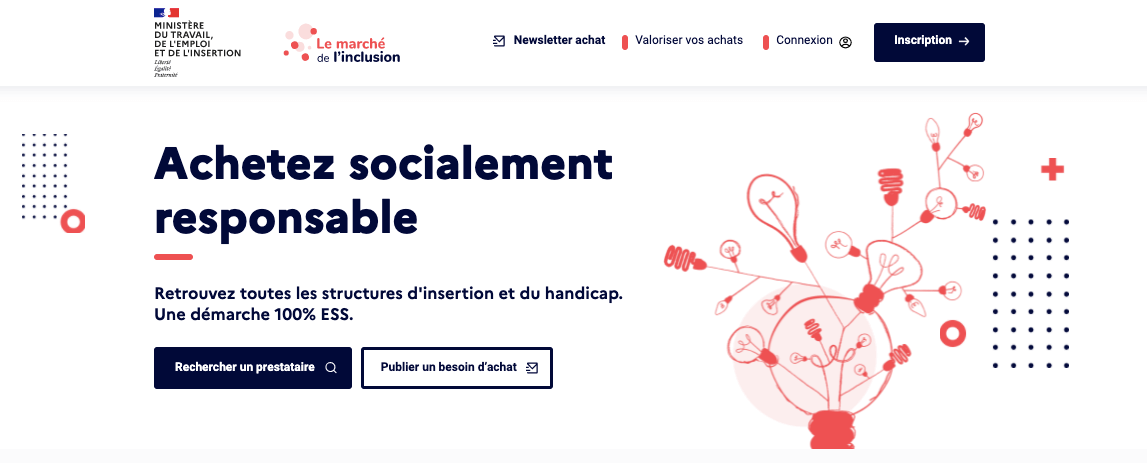 MINISTÈRE
DU TRAVAIL,
DE L'EMPLOI
ET DE L'INSERTION
Liberté
Égalité
Fraternité
Le marché
de l'inclusion
Newsletter achat
Valoriser vos achats
Connexion
Inscription
Achetez socialement
responsable
Retrouvez toutes les structures d'insertion et du handicap.
Une démarche 100% ESS.
Rechercher un prestataire
Publier un besoin d'achat